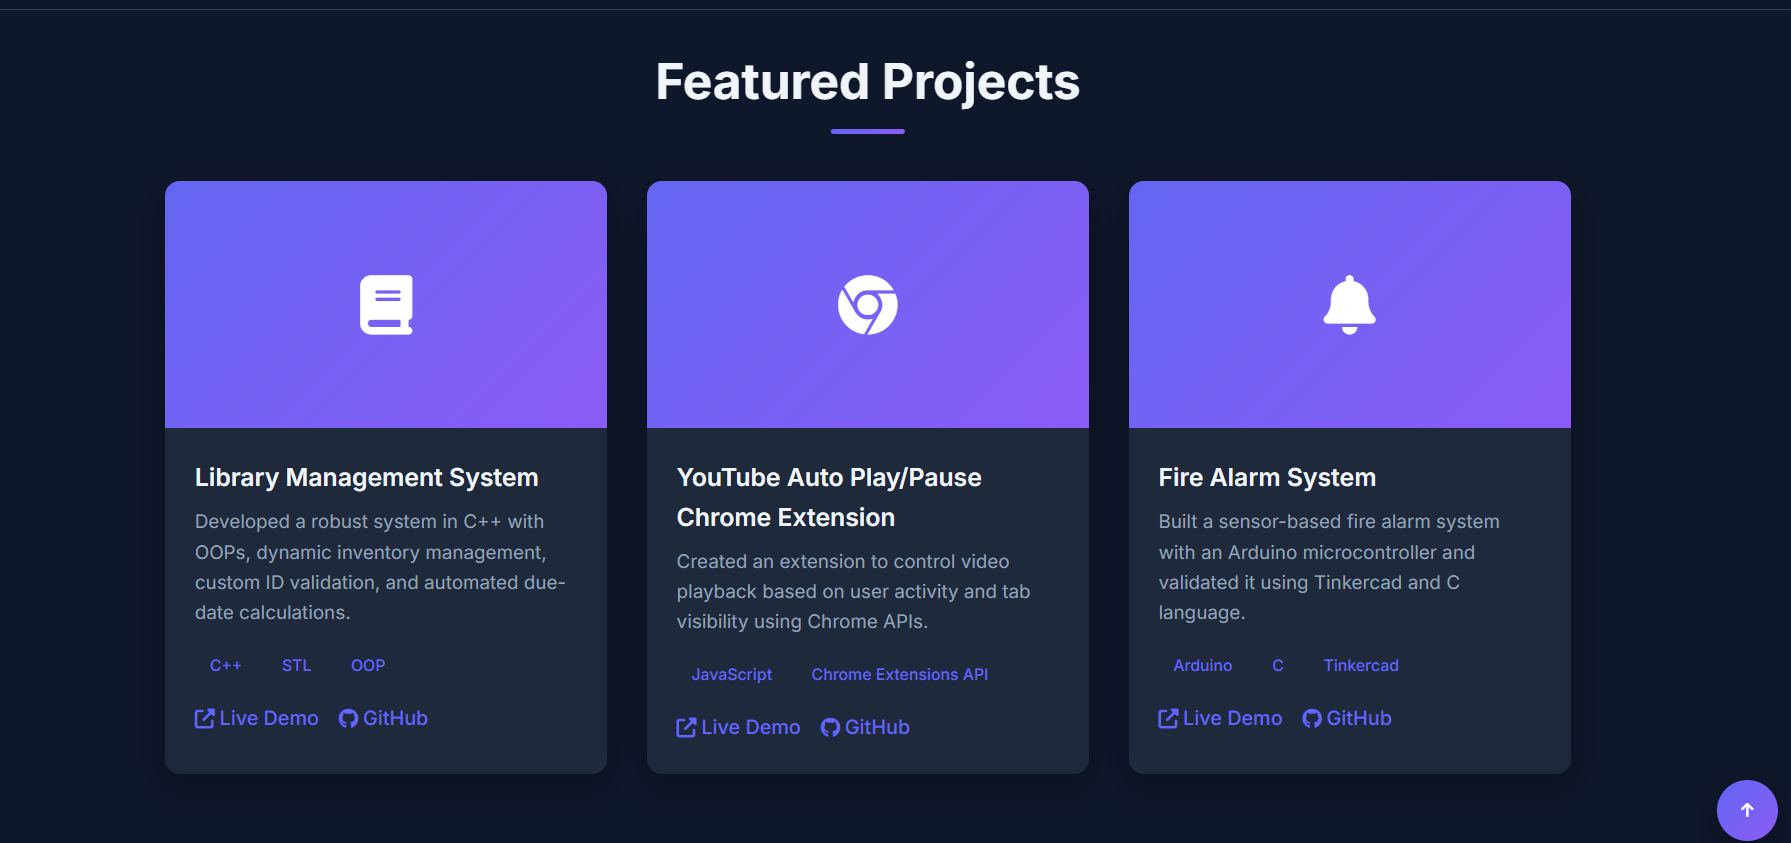 Featured Projects
Library Management System
Developed a robust system in C++ with
OOPs, dynamic inventory management,
custom ID validation, and automated due-
date calculations.
C++ STL OOP
Live Demo GitHub
YouTube Auto Play/Pause
Chrome Extension
Created an extension to control video
playback based on user activity and tab
visibility using Chrome APIs.
JavaScript Chrome Extensions API
Live Demo GitHub
Fire Alarm System
Built a sensor-based fire alarm system
with an Arduino microcontroller and
validated it using Tinkercad and C
language.
Arduino C Tinkercad
Live Demo GitHub